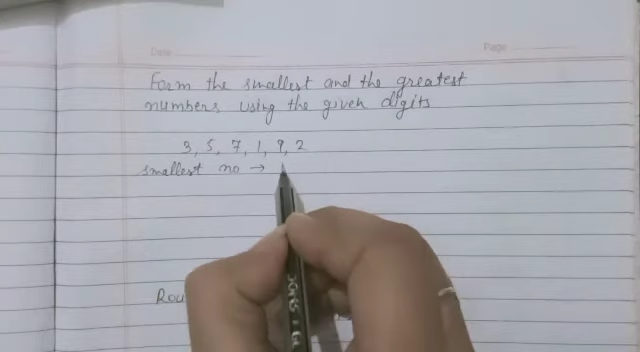 Date
Page
Form the smallest and the greatest
numbers using the given digits
3, 5, 7, 1, 9, 2
smallest no →
Rou